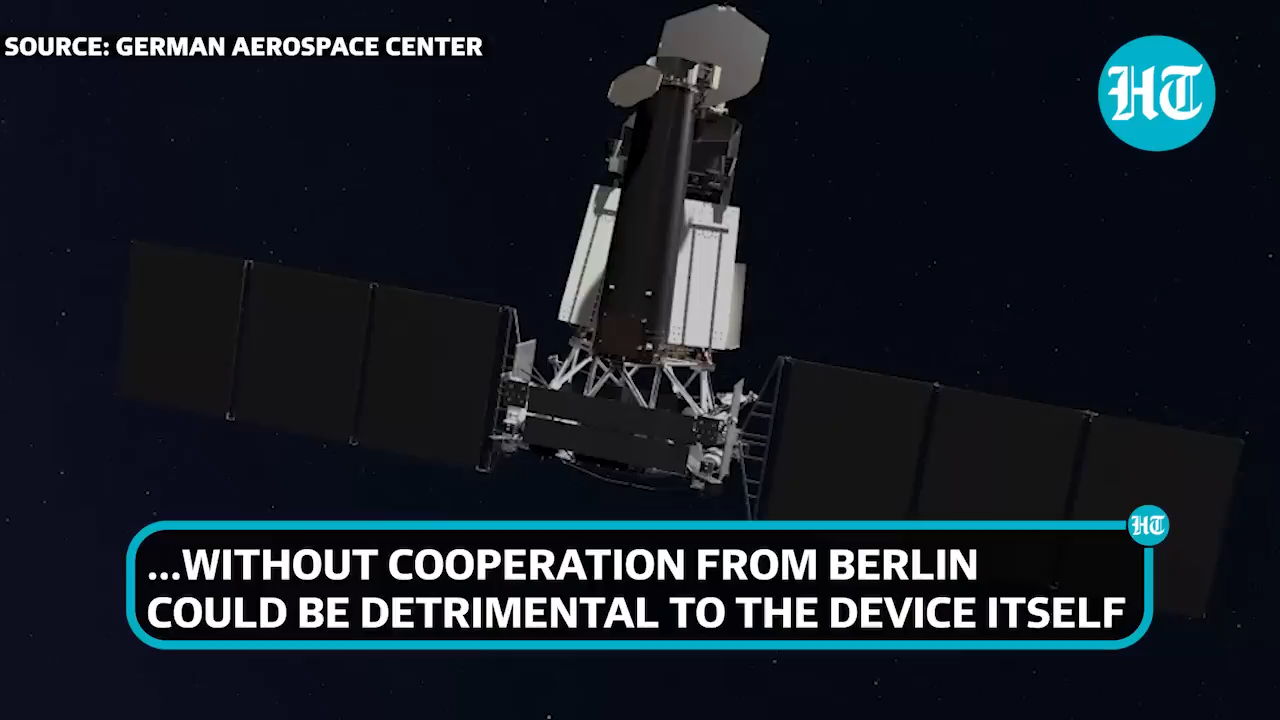 SOURCE: GERMAN AEROSPACE CENTER
HT
HT
...WITHOUT COOPERATION FROM BERLIN
COULD BE DETRIMENTAL TO THE DEVICE ITSELF